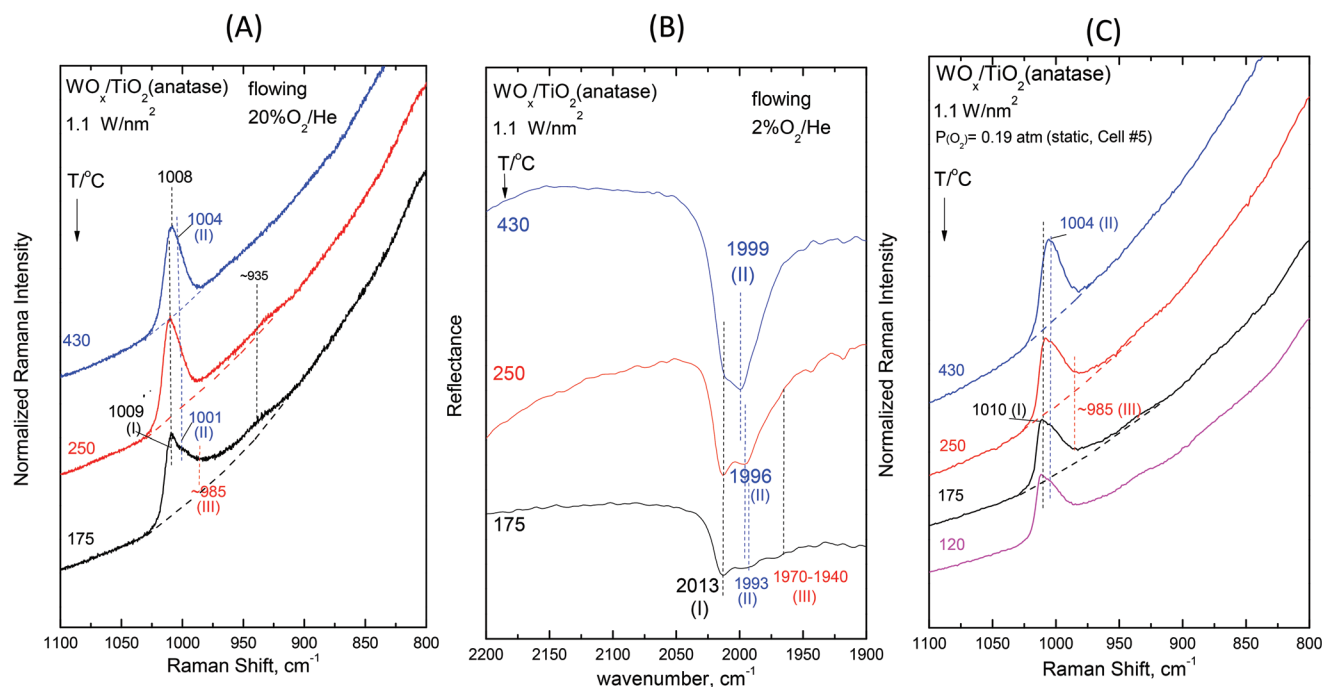 (A)
WOₓ/TiO₂(anatase)
flowing
20%O₂/He
1.1 W/nm²
T/°C
1008
1004
(II)
~935
430
1009
(I)
1001
(II)
250
~985
(III)
175
1100 1050 1000 950 900 850 800
Raman Shift, cm⁻¹
Normalized Ramana Intensity
(B)
WOₓ/TiO₂(anatase)
flowing
1.1 W/nm²
2%O₂/He
T/°C
430
1999
(II)
250
1996
(II)
175
2013
(I)
1993
(II)
1970-1940
(III)
2200 2150 2100 2050 2000 1950 1900
wavenumber, cm⁻¹
Reflectance
(C)
WOₓ/TiO₂(anatase)
1.1 W/nm²
P(O₂)= 0.19 atm (static, Cell #5)
T/°C
1004 (II)
430
1010 (I)
~985 (III)
250
175
120
1100 1050 1000 950 900 850 800
Raman Shift, cm⁻¹
Normalized Raman Intensity